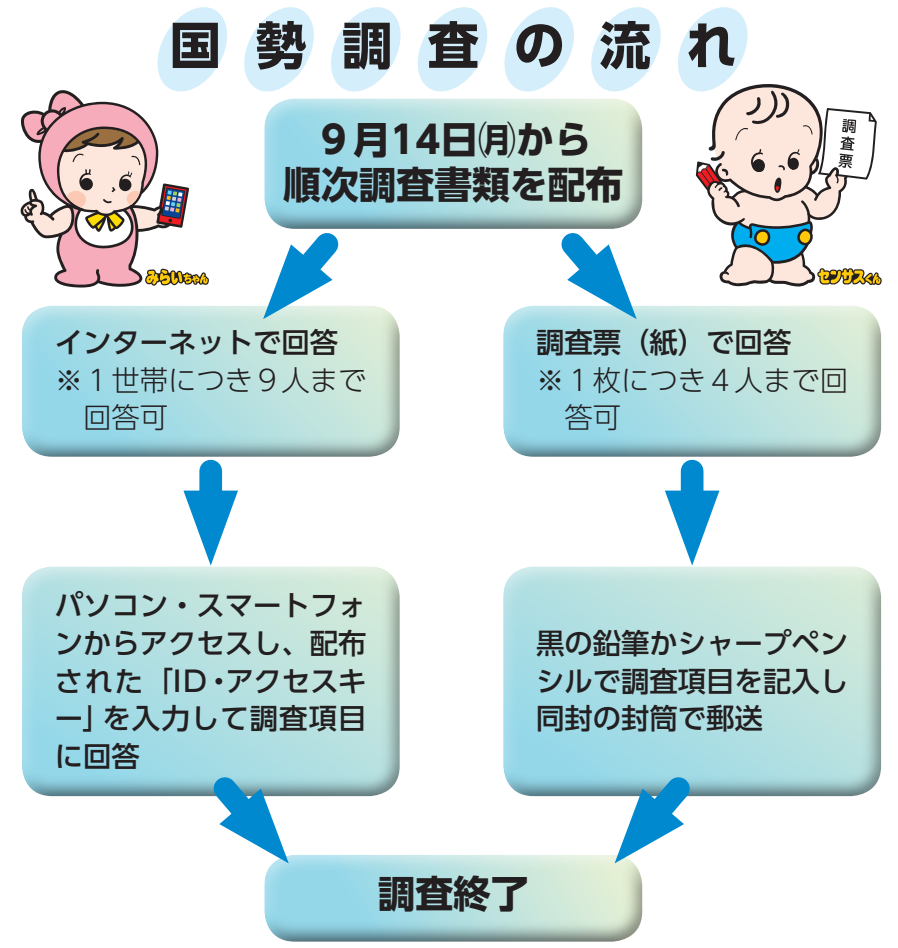 国勢調査の流れ
９月14日㈪から
順次調査書類を配布
調査票
みらいちゃん
センサスくん
インターネットで回答
※１世帯につき９人まで
回答可
調査票（紙）で回答
※１枚につき４人まで回
答可
パソコン・スマートフォ
ンからアクセスし、配布
された「ID・アクセスキ
ー」を入力して調査項目
に回答
黒の鉛筆かシャープペン
シルで調査項目を記入し
同封の封筒で郵送
調査終了